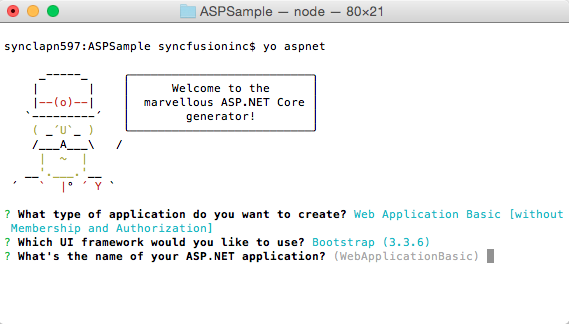 ASPSample — node — 80×21
synclapn597:ASPSample syncfusioninc$ yo aspnet
     _-----_     ╭──────────────────────────╮
    |       |    │      Welcome to the      │
    |--(o)--|    │  marvellous ASP.NET Core │
   `---------´   │        generator!        │
    ( _´U`_ )    ╰──────────────────────────╯
    /___A___\   /
     |  ~  |
   __'.___.'__
 ´   `  |° ´ Y `
? What type of application do you want to create? Web Application Basic [without
 Membership and Authorization]
? Which UI framework would you like to use? Bootstrap (3.3.6)
? What's the name of your ASP.NET application? (WebApplicationBasic)